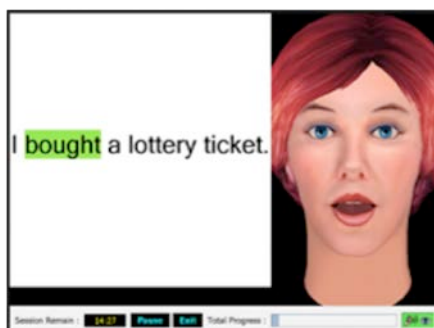 I bought a lottery ticket.
Session Remain : 14:27 Pause Exit Total Progress :